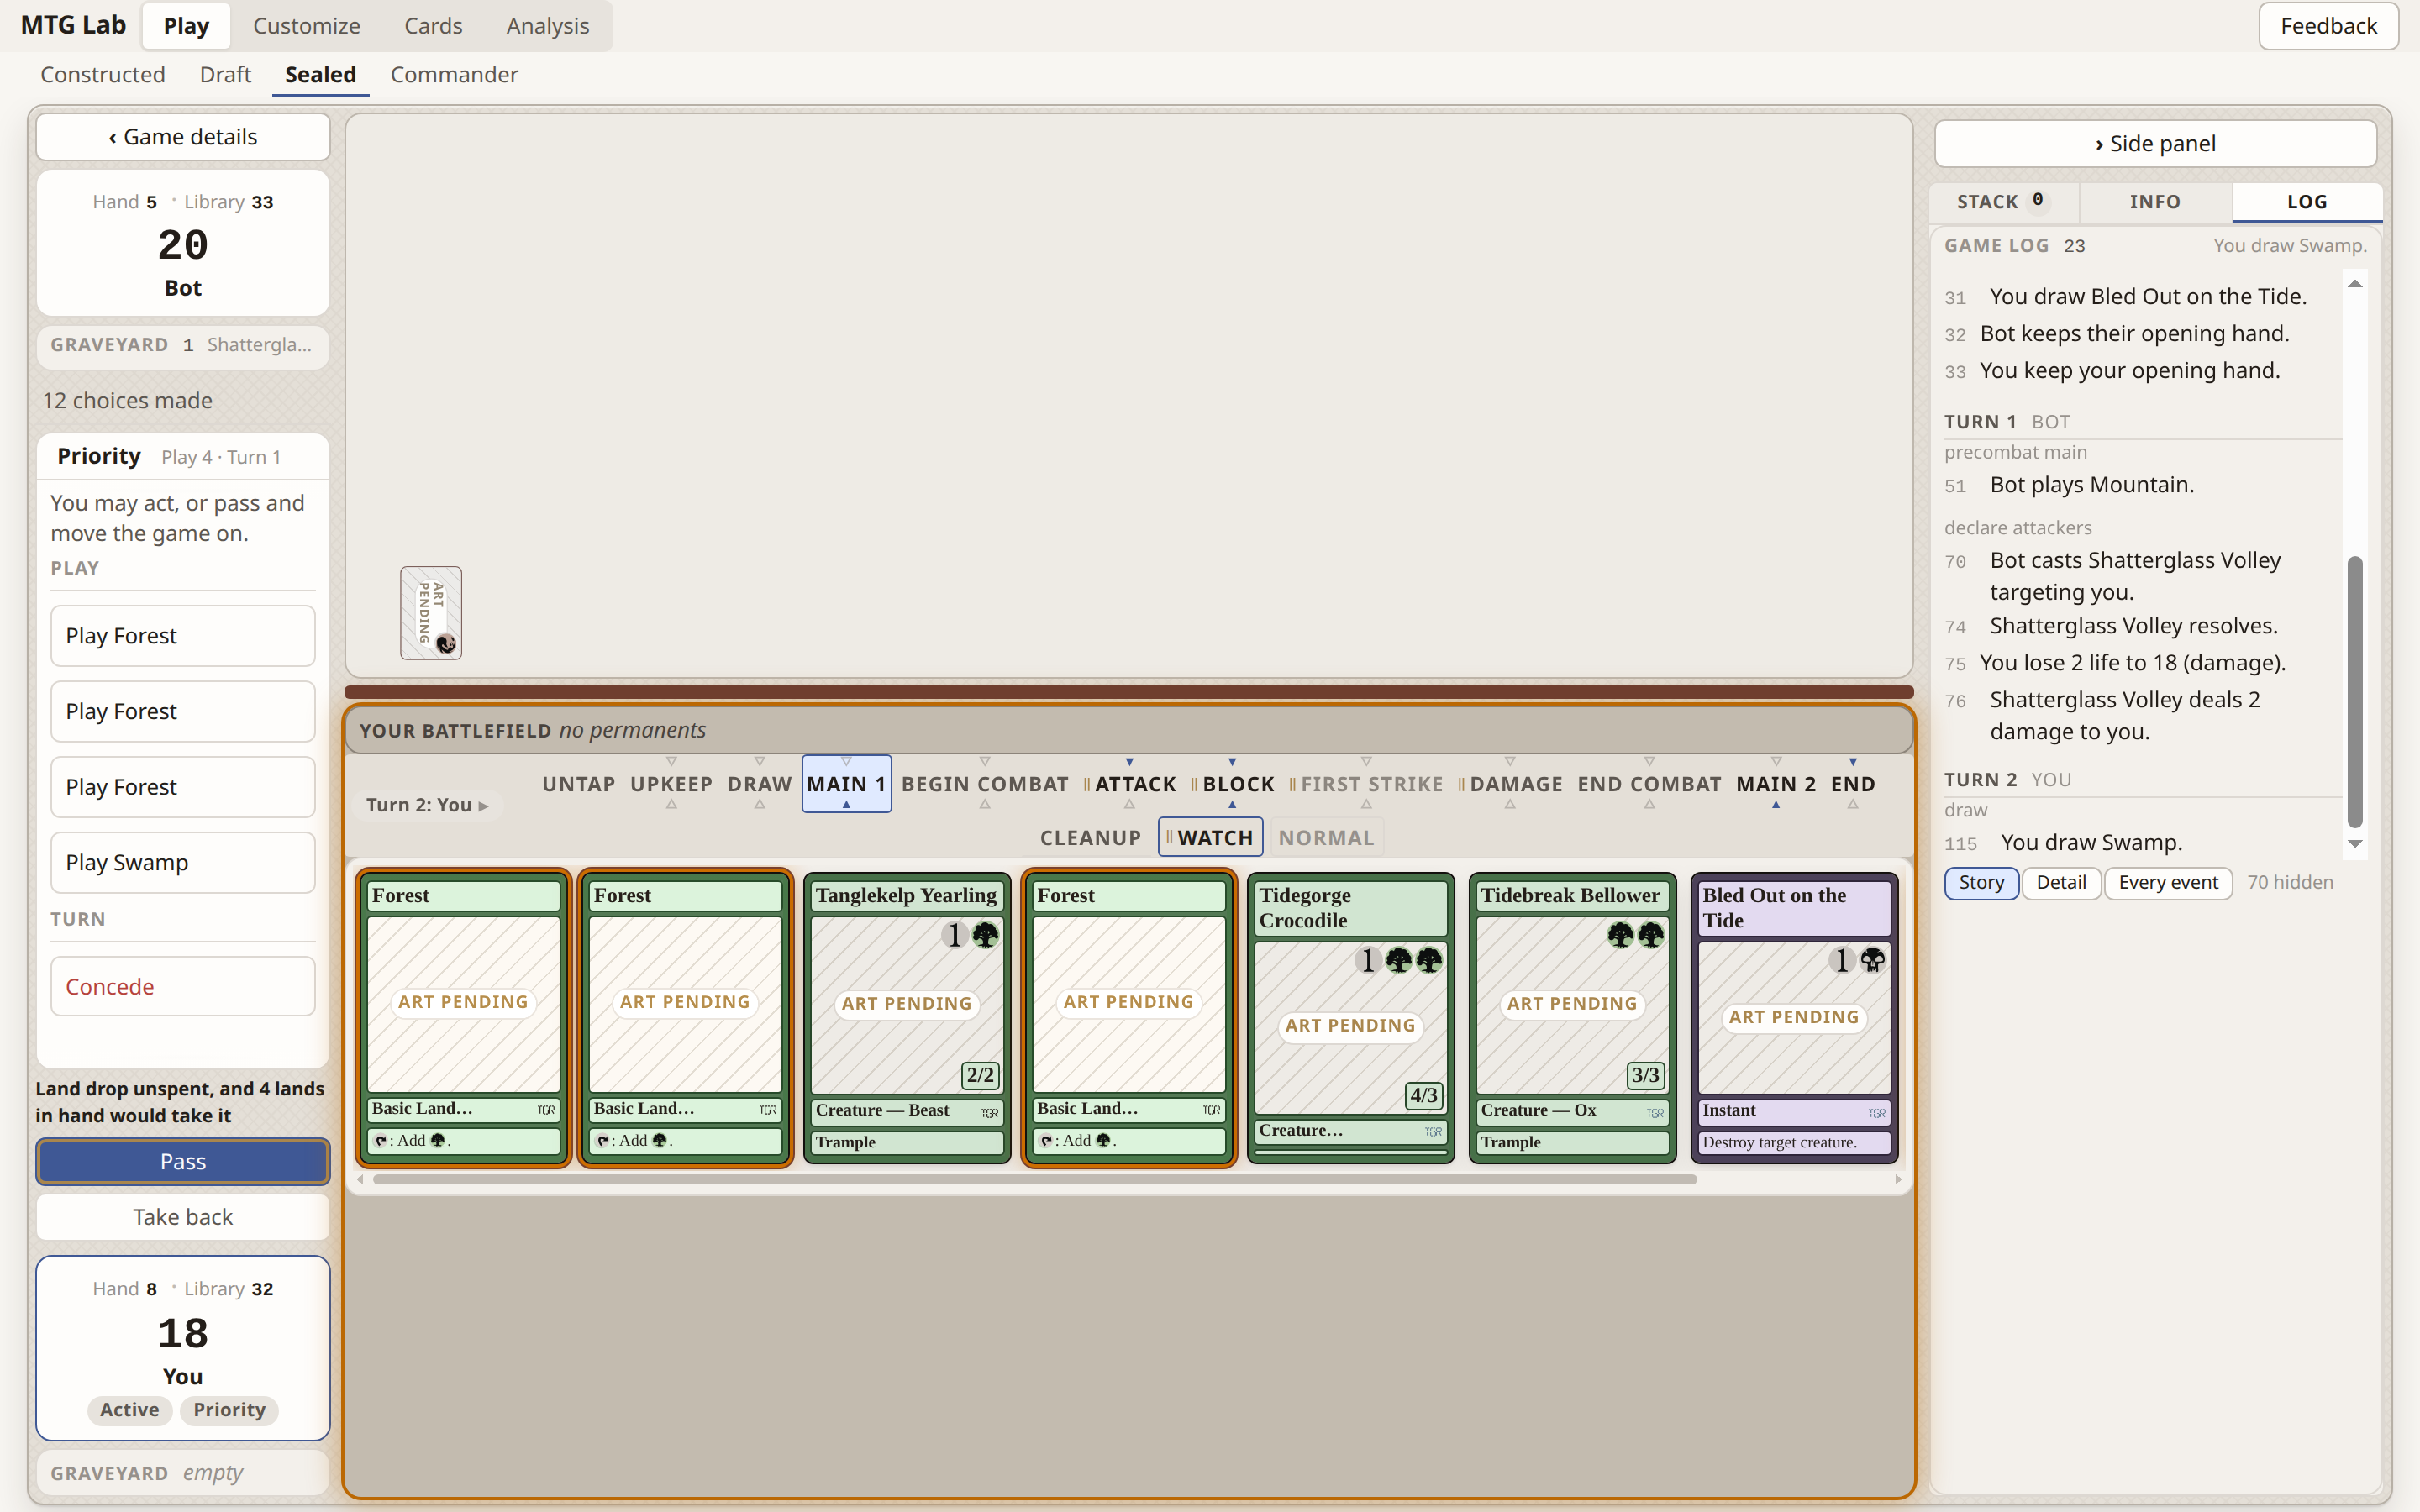 MTG Lab Play Customize Cards Analysis Feedback
Constructed Draft Sealed Commander
‹ Game details
Hand 5 · Library 33
20
Bot
GRAVEYARD 1 Shattergla...
12 choices made
Priority Play 4 · Turn 1
You may act, or pass and
move the game on.
PLAY
Play Forest
Play Forest
Play Forest
Play Swamp
TURN
Concede
Land drop unspent, and 4 lands
in hand would take it
Pass
Take back
Hand 8 · Library 32
18
You
Active Priority
GRAVEYARD empty
ART
PENDING
YOUR BATTLEFIELD no permanents
Turn 2: You ▸
UNTAP UPKEEP DRAW MAIN 1 BEGIN COMBAT ATTACK BLOCK FIRST STRIKE DAMAGE END COMBAT MAIN 2 END
CLEANUP WATCH NORMAL
Forest
ART PENDING
Basic Land... TGR
: Add .
Forest
ART PENDING
Basic Land... TGR
: Add .
Tanglekelp Yearling
1
ART PENDING
2/2
Creature — Beast TGR
Trample
Forest
ART PENDING
Basic Land... TGR
: Add .
Tidegorge
Crocodile
1
ART PENDING
4/3
Creature... TGR
Tidebreak Bellower
ART PENDING
3/3
Creature — Ox TGR
Trample
Bled Out on the
Tide
1
ART PENDING
Instant TGR
Destroy target creature.
› Side panel
STACK 0 INFO LOG
GAME LOG 23 You draw Swamp.
31 You draw Bled Out on the Tide.
32 Bot keeps their opening hand.
33 You keep your opening hand.
TURN 1 BOT
precombat main
51 Bot plays Mountain.
declare attackers
70 Bot casts Shatterglass Volley
targeting you.
74 Shatterglass Volley resolves.
75 You lose 2 life to 18 (damage).
76 Shatterglass Volley deals 2
damage to you.
TURN 2 YOU
draw
115 You draw Swamp.
Story Detail Every event 70 hidden